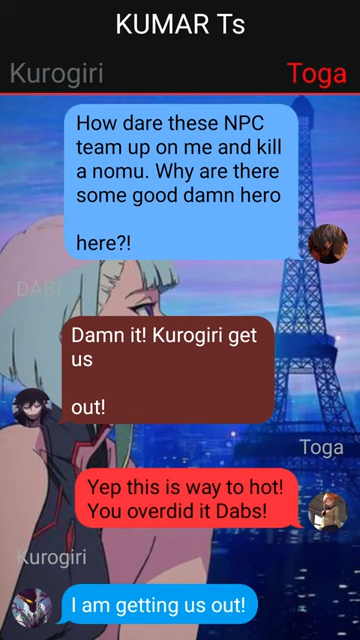 KUMAR Ts
Kurogiri
Toga
How dare these NPC
team up on me and kill
a nomu. Why are there
some good damn hero
here?!
DABI
Damn it! Kurogiri get
us
out!
Toga
Yep this is way to hot!
You overdid it Dabs!
Kurogiri
I am getting us out!